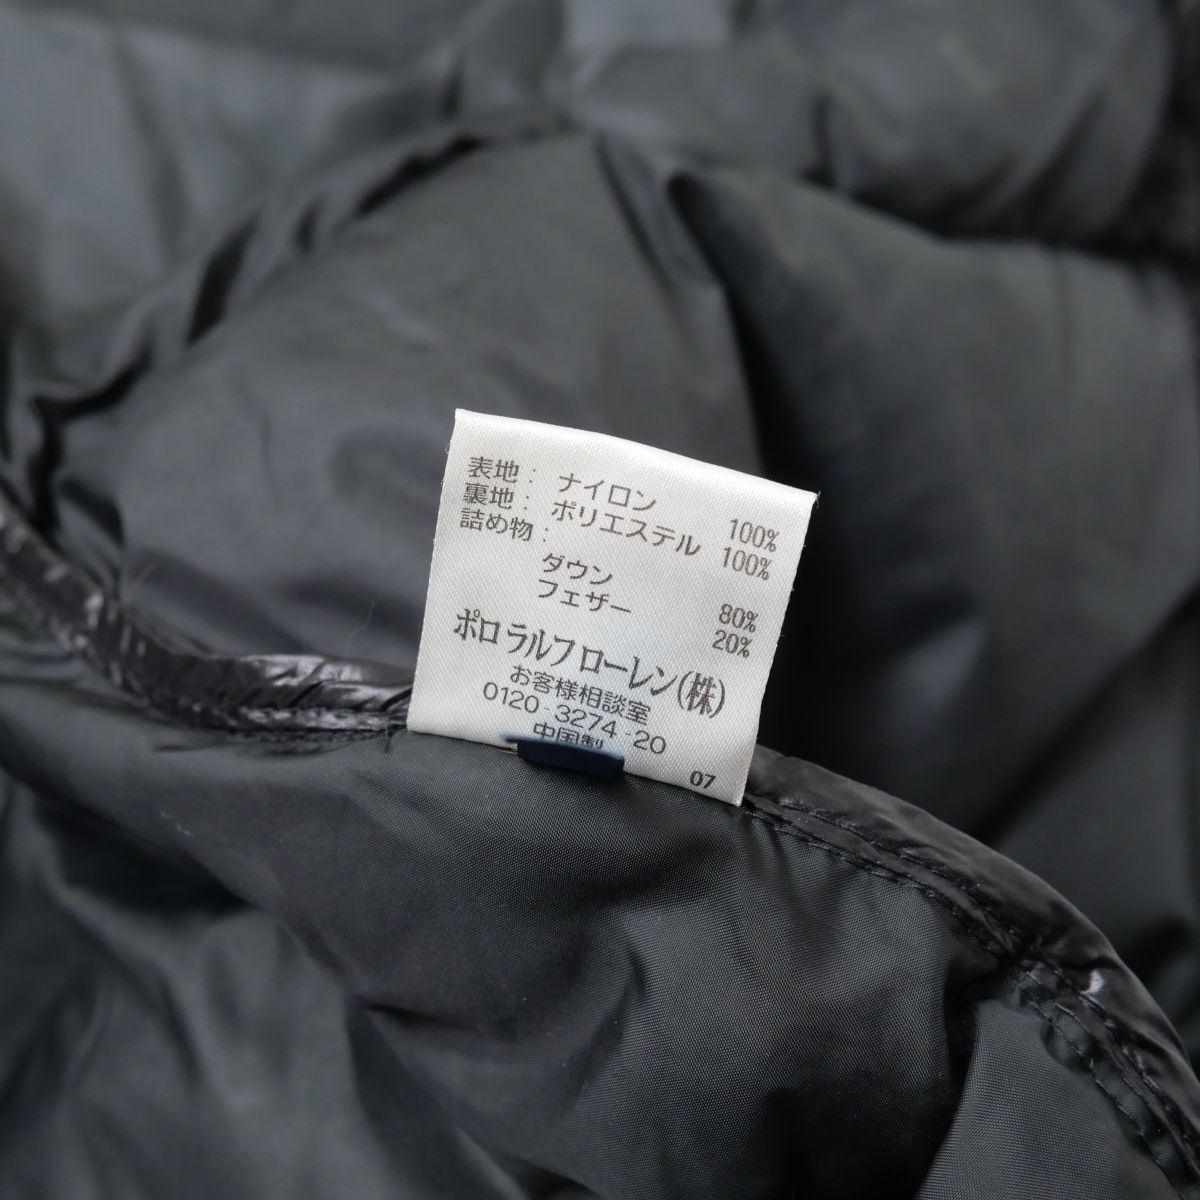 表地: ナイロン 100%
裏地: ポリエステル 100%
詰め物:
ダウン 80%
フェザー 20%
ポロ ラルフ ローレン(株)
お客様相談室
0120-3274-20
中国製
07